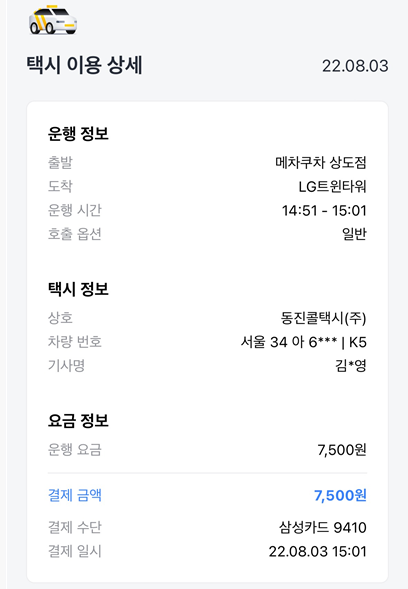 택시 이용 상세 22.08.03
운행 정보
출발 메차쿠차 상도점
도착 LG트윈타워
운행 시간 14:51 - 15:01
호출 옵션 일반
택시 정보
상호 동진콜택시(주)
차량 번호 서울 34 아 6*** | K5
기사명 김*영
요금 정보
운행 요금 7,500원
결제 금액 7,500원
결제 수단 삼성카드 9410
결제 일시 22.08.03 15:01